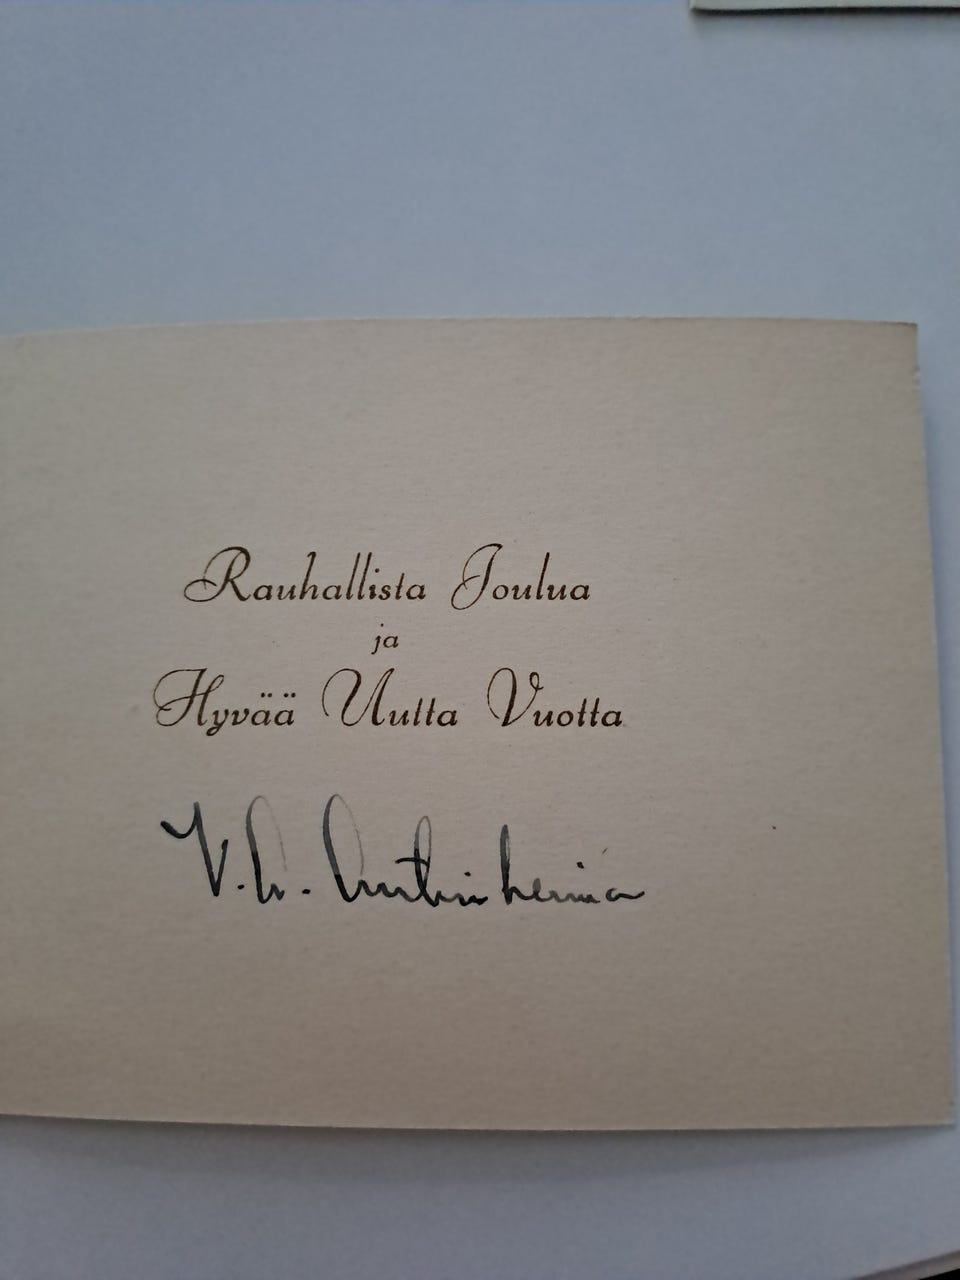 Rauhallista Joulua
ja
Hyvää Uutta Vuotta
V. A.